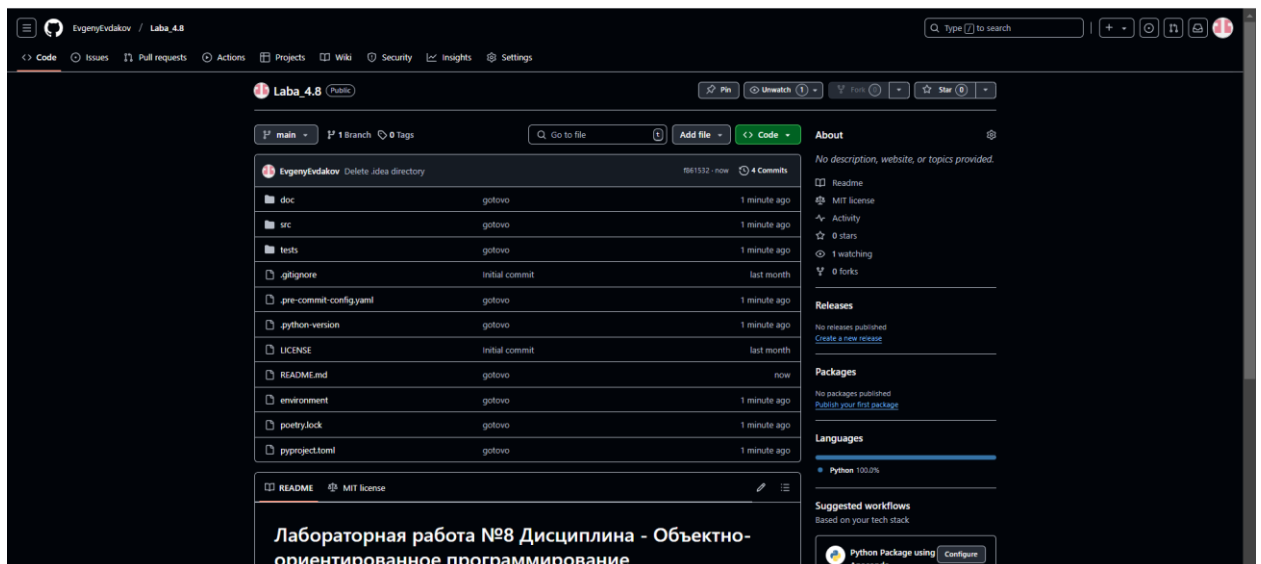 EvgenyEvdakov / Laba_4.8
Type / to search
Code Issues Pull requests Actions Projects Wiki Security Insights Settings
Laba_4.8 Public
Pin Unwatch 1 Fork 0 Star 0
main 1 Branch 0 Tags Go to file t Add file Code
EvgenyEvdakov Delete .idea directory f861532 · now 4 Commits
doc gotovo 1 minute ago
src gotovo 1 minute ago
tests gotovo 1 minute ago
.gitignore Initial commit last month
.pre-commit-config.yaml gotovo 1 minute ago
.python-version gotovo 1 minute ago
LICENSE Initial commit last month
README.md gotovo now
environment gotovo 1 minute ago
poetry.lock gotovo 1 minute ago
pyproject.toml gotovo 1 minute ago
README MIT license
Лабораторная работа №8 Дисциплина - Объектно-
ориентированное программирование
About
No description, website, or topics provided.
Readme
MIT license
Activity
0 stars
1 watching
0 forks
Releases
No releases published
Create a new release
Packages
No packages published
Publish your first package
Languages
Python 100.0%
Suggested workflows
Based on your tech stack
Python Package using Configure